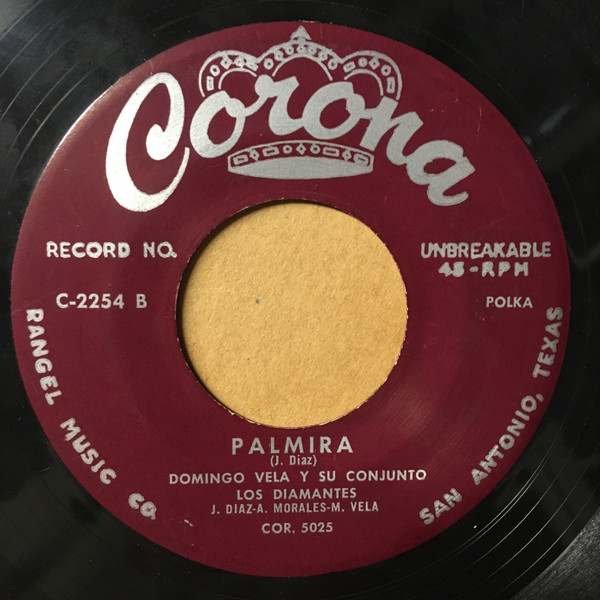 Corona
RECORD NO.
UNBREAKABLE
45-RPM
C-2254 B
POLKA
RANGEL MUSIC CO.
SAN ANTONIO, TEXAS
PALMIRA
(J. Diaz)
DOMINGO VELA Y SU CONJUNTO
LOS DIAMANTES
J. DIAZ-A. MORALES-M. VELA
COR. 5025